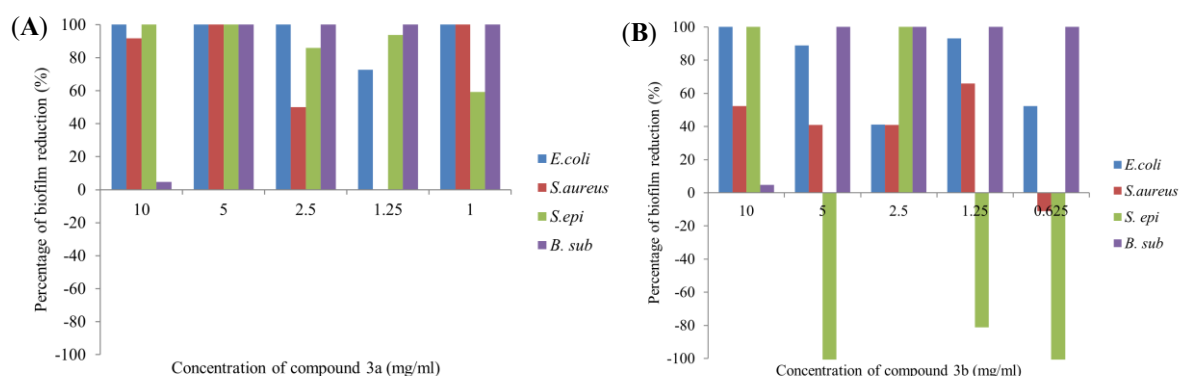 (A)
Percentage of biofilm reduction (%)
100
80
60
40
20
0
-20
-40
-60
-80
-100
10 5 2.5 1.25 1
Concentration of compound 3a (mg/ml)
E.coli
S.aureus
S.epi
B. sub
(B)
Percentage of biofilm reduction (%)
100
80
60
40
20
0
-20
-40
-60
-80
-100
10 5 2.5 1.25 0.625
Concentration of compound 3b (mg/ml)
E.coli
S.aureus
S. epi
B. sub